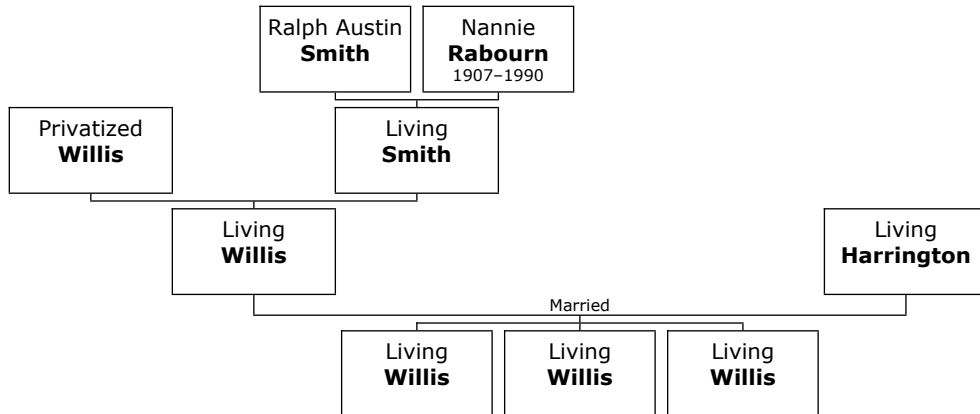 Ralph Austin
Smith
Nannie
Rabourn
1907–1990
Privatized
Willis
Living
Smith
Living
Willis
Living
Harrington
Married
Living
Willis
Living
Willis
Living
Willis